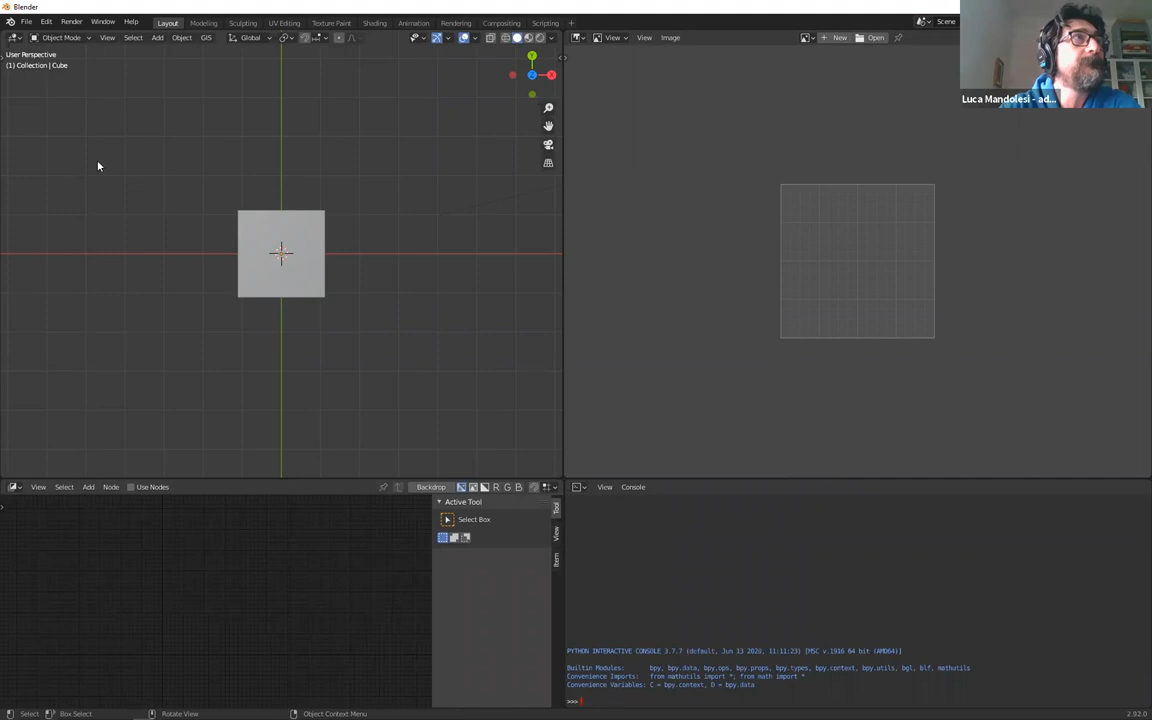 Blender
File Edit Render Window Help
Layout Modeling Sculpting UV Editing Texture Paint Shading Animation Rendering Compositing Scripting +
Scene
Object Mode View Select Add Object GIS Global
View View Image New Open
User Perspective
(1) Collection | Cube
Y
Z
X
Luca Mandolesi - ad...
View Select Add Node Use Nodes Backdrop R G B
View Console
Active Tool
Select Box
Tool
View
Item
PYTHON INTERACTIVE CONSOLE 3.7.7 (default, Jun 13 2020, 11:11:23) [MSC v.1916 64 bit (AMD64)]
Builtin Modules: bpy, bpy.data, bpy.ops, bpy.props, bpy.types, bpy.context, bpy.utils, bgl, blf, mathutils
Convenience Imports: from mathutils import *; from math import *
Convenience Variables: C = bpy.context, D = bpy.data
>>>
Select Box Select Rotate View Object Context Menu 2.92.0